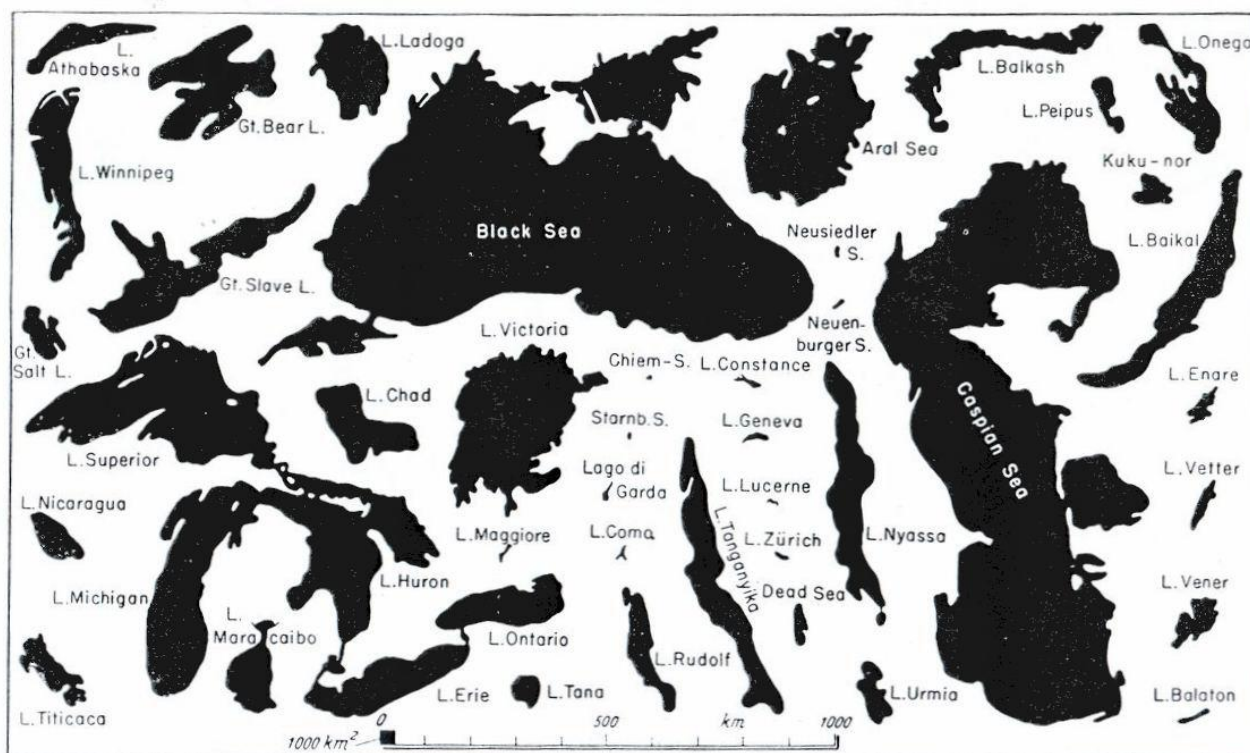 L.
Athabaska
Gt. Bear L.
L. Ladoga
L. Balkash
L. Onega
L. Peipus
Aral Sea
Kuku-nor
L. Winnipeg
Black Sea
Neusiedler
S.
L. Baikal
Gt. Slave L.
Neuen-
burger S.
Gt.
Salt L.
L. Victoria
Chiem-S.
L. Constance
L. Enare
L. Chad
Caspian Sea
Starnb. S.
L. Geneva
L. Superior
Lago di
Garda
L. Lucerne
L. Vetter
L. Nicaragua
L. Maggiore
L. Como
L. Tanganyika
L. Zürich
L. Nyassa
L. Huron
L. Michigan
Dead Sea
L. Vener
L.
Maracaibo
L. Ontario
L. Rudolf
L. Titicaca
L. Erie
L. Tana
L. Urmia
L. Balaton
0
500
km
1000
1000 km²